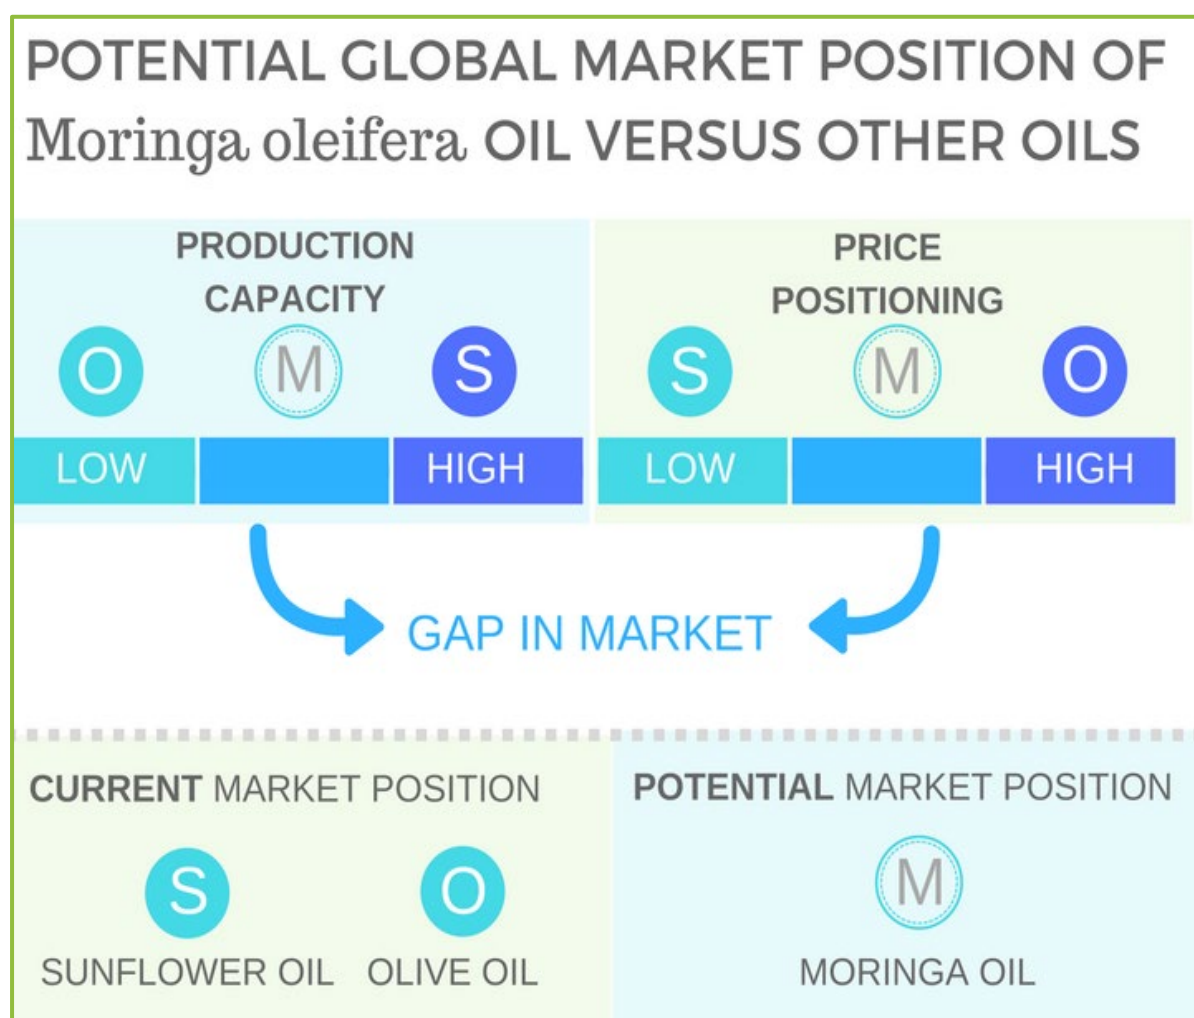 POTENTIAL GLOBAL MARKET POSITION OF
Moringa oleifera OIL VERSUS OTHER OILS
PRODUCTION
CAPACITY
O M S
LOW HIGH
PRICE
POSITIONING
S M O
LOW HIGH
GAP IN MARKET
CURRENT MARKET POSITION
S O
SUNFLOWER OIL OLIVE OIL
POTENTIAL MARKET POSITION
M
MORINGA OIL